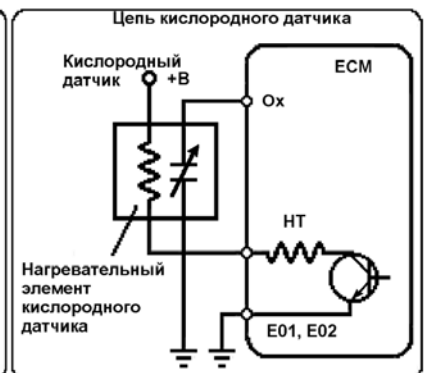 Цепь кислородного датчика
Кислородный
датчик
+В
ECM
Ox
HT
Нагревательный
элемент
кислородного
датчика
E01, E02